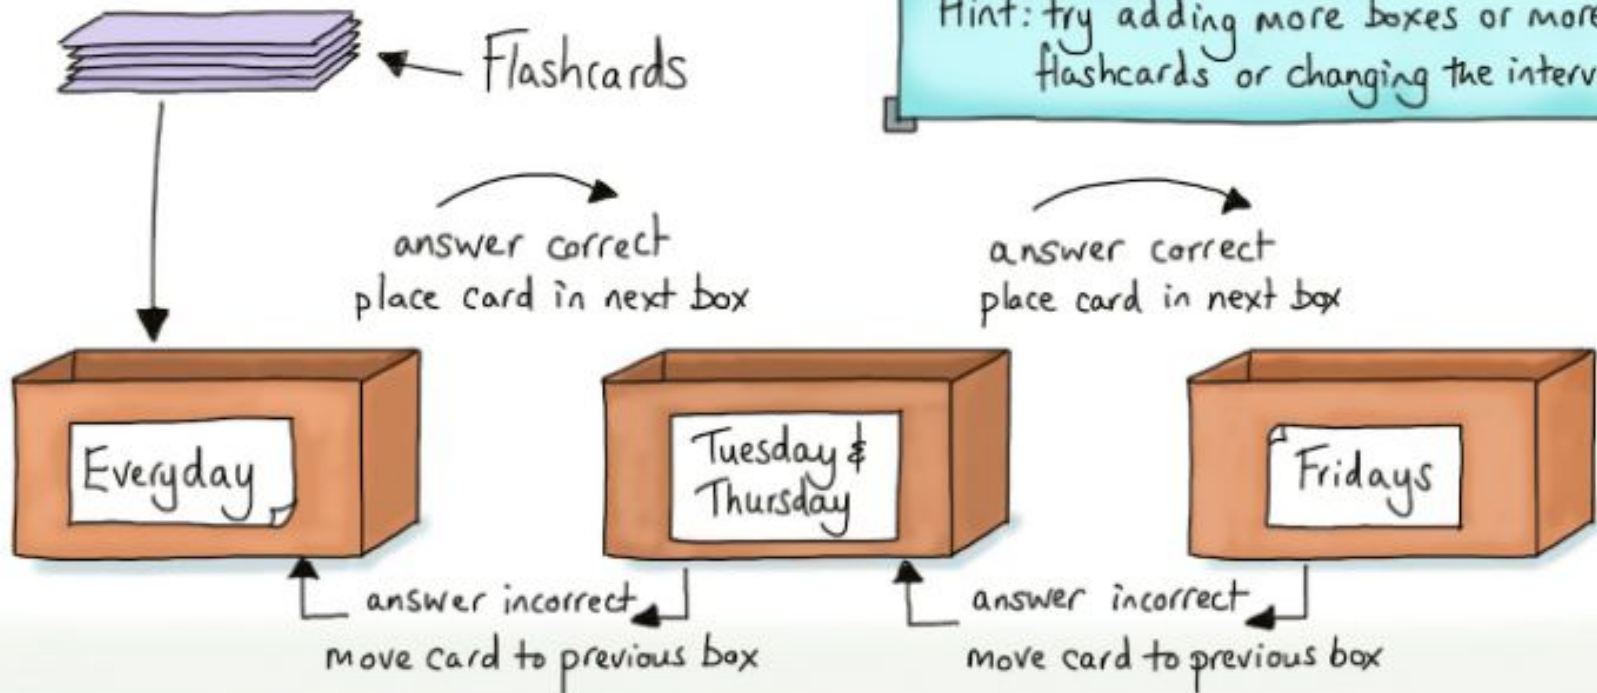 Hint: try adding more boxes or more
flashcards or changing the
Flashcards
answer correct
place card in next box
answer correct
place card in next box
Everyday
Tuesday &
Thursday
Fridays
answer incorrect
move card to previous box
answer incorrect
move card to previous box